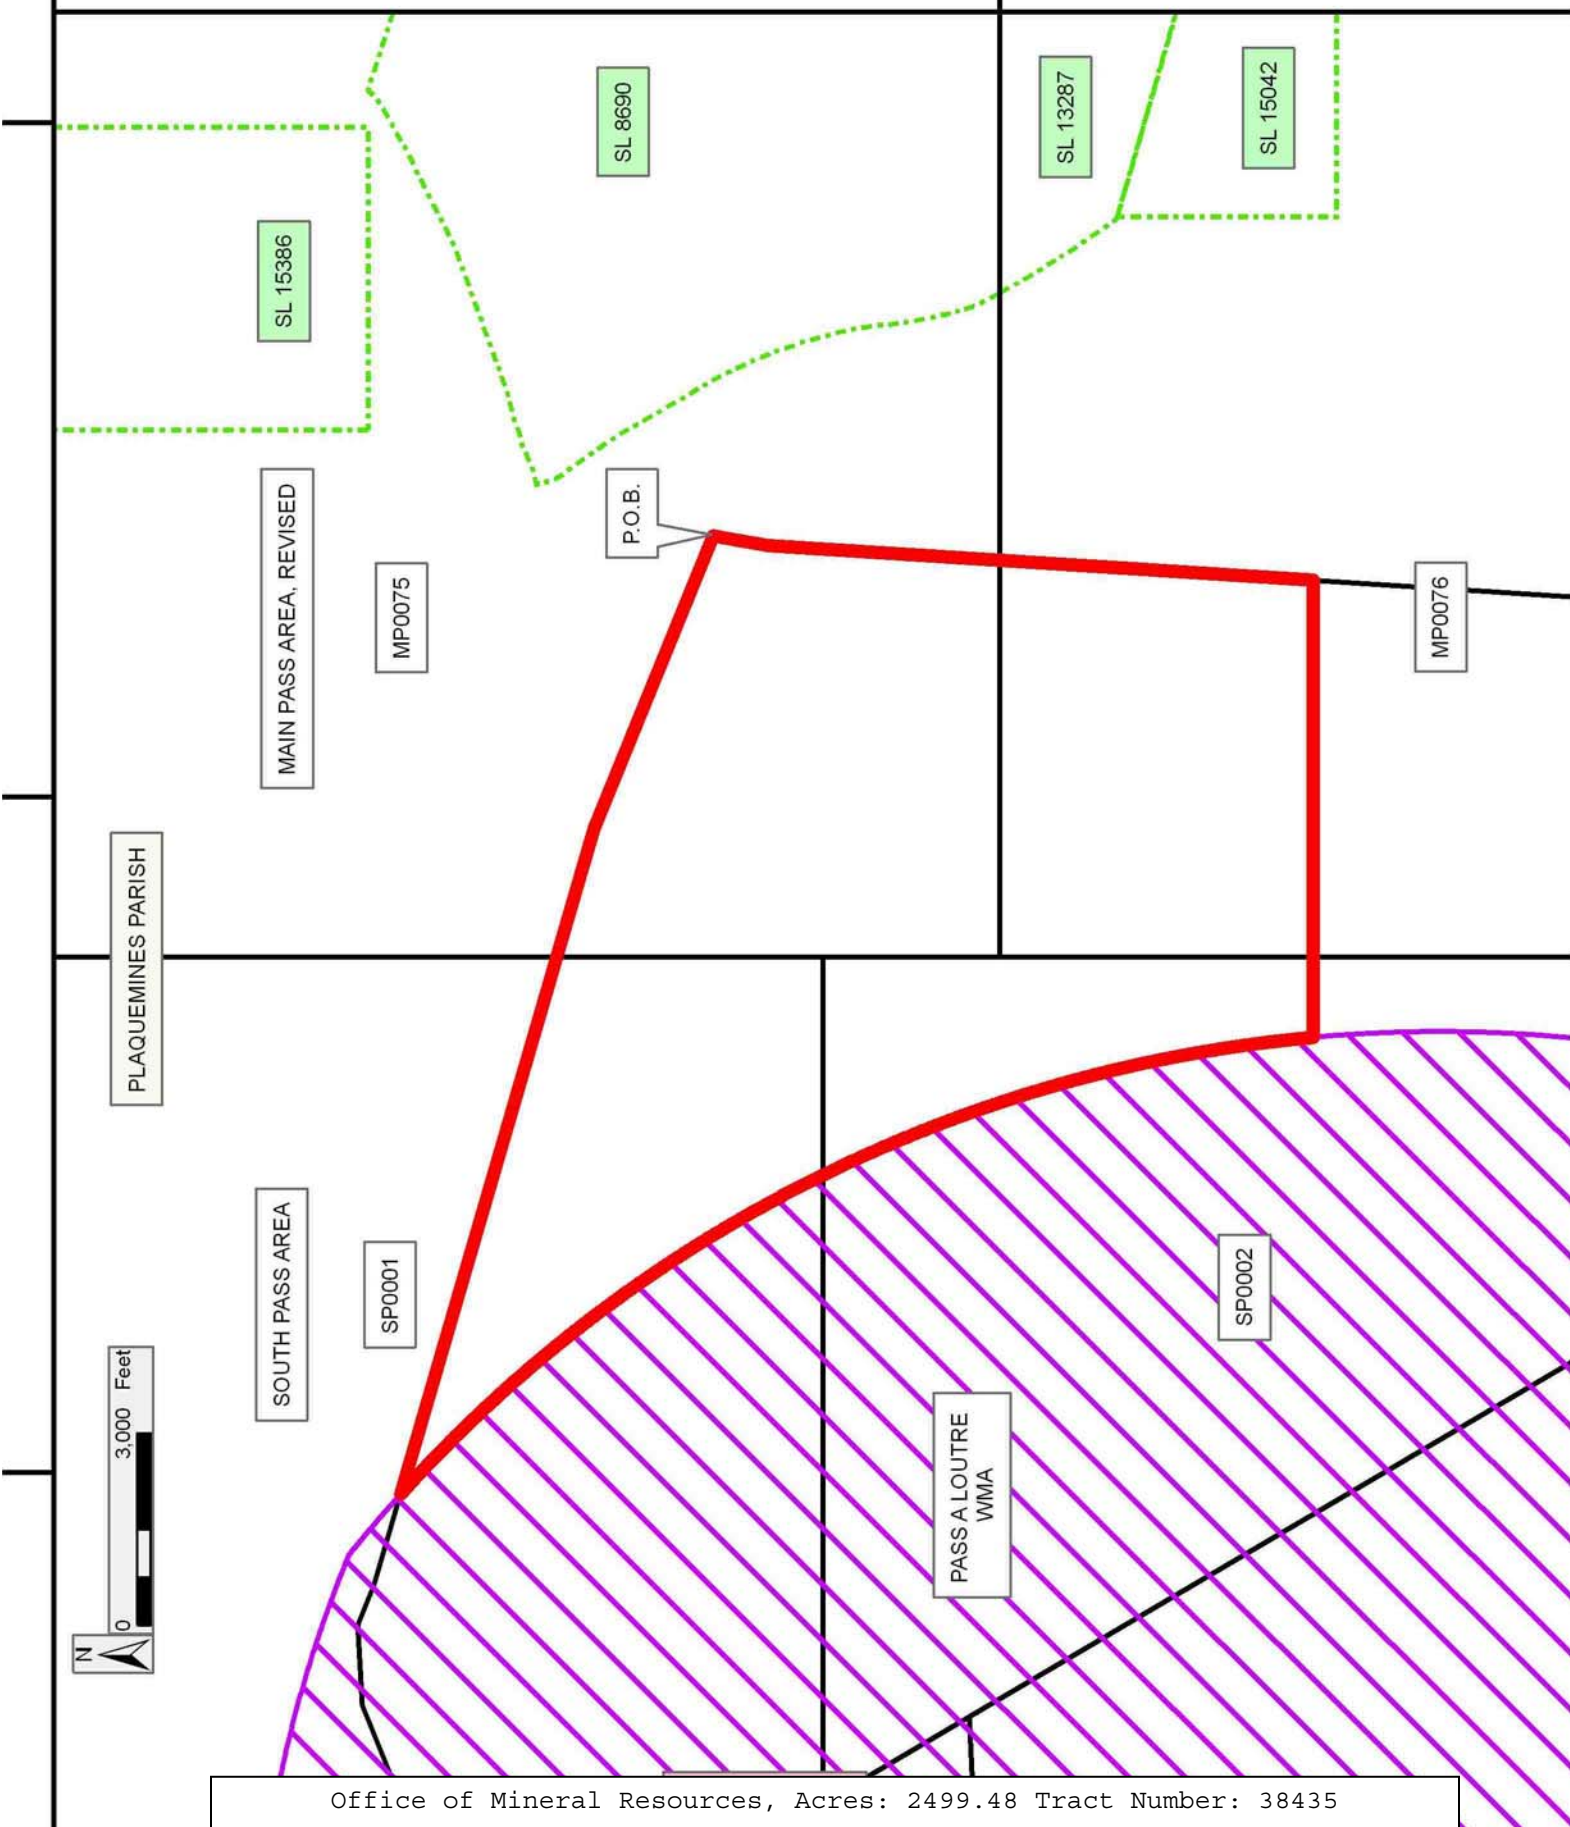 N
0 3,000 Feet
PLAQUEMINES PARISH
SOUTH PASS AREA
MAIN PASS AREA, REVISED
SL 15386
SP0001
MP0075
P.O.B.
SL 8690
PASS A LOUTRE
WMA
SL 13287
SP0002
SL 15042
MP0076
Office of Mineral Resources, Acres: 2499.48 Tract Number: 38435